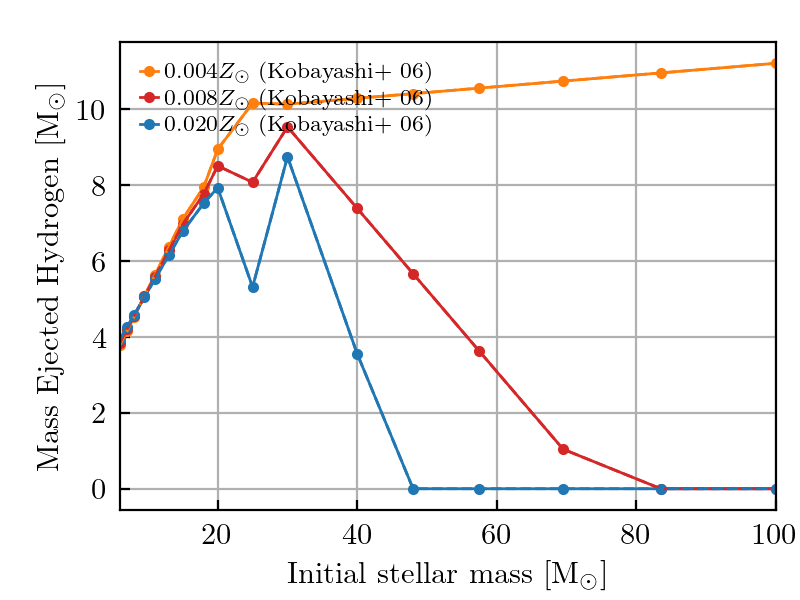 0.004Z⊙ (Kobayashi+ 06)
0.008Z⊙ (Kobayashi+ 06)
0.020Z⊙ (Kobayashi+ 06)
Mass Ejected Hydrogen [M⊙]
10
8
6
4
2
0
20 40 60 80 100
Initial stellar mass [M⊙]